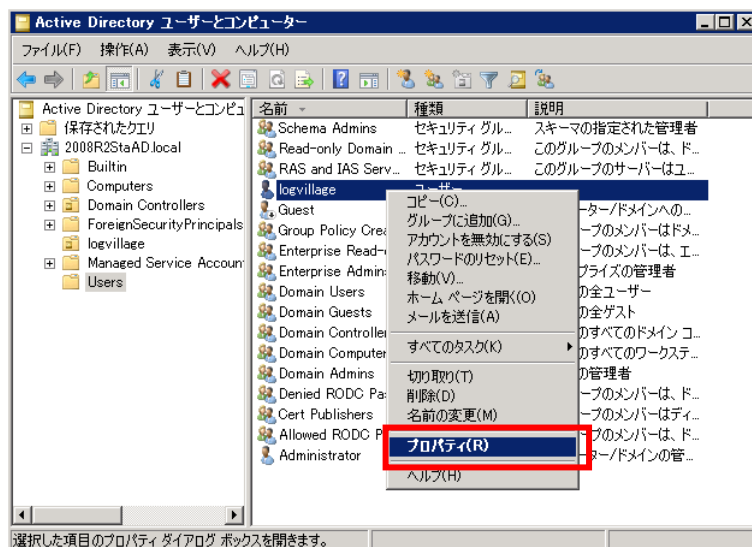 Active Directory ユーザーとコンピューター
ファイル(F) 操作(A) 表示(V) ヘルプ(H)
Active Directory ユーザーとコンピュ
保存されたクエリ
2008R2StaAD.local
Builtin
Computers
Domain Controllers
ForeignSecurityPrincipals
logvillage
Managed Service Accoun
Users
名前 種類 説明
Schema Admins セキュリティ グル... スキーマの指定された管理者
Read-only Domain ... セキュリティ グル... このグループのメンバーは、ド...
RAS and IAS Serv... セキュリティ グル... このグループのサーバーはユ...
logvillage ユーザー
Guest ーター/ドメインへの...
Group Policy Crea ープのメンバーはドメ...
Enterprise Read- ープのメンバーは、エ...
Enterprise Admin プライズの管理者
Domain Users の全ユーザー
Domain Guests の全ゲスト
Domain Controller のすべてのドメイン コ...
Domain Computer のすべてのワークステ...
Domain Admins の管理者
Denied RODC Pa ープのメンバーは、ド...
Cert Publishers ープのメンバーはディ...
Allowed RODC P ープのメンバーは、ド...
Administrator ーター/ドメインの管...
コピー(C)...
グループに追加(G)...
アカウントを無効にする(S)
パスワードのリセット(E)...
移動(V)...
ホーム ページを開く(O)
メールを送信(A)
すべてのタスク(K)
切り取り(T)
削除(D)
名前の変更(M)
プロパティ(R)
ヘルプ(H)
選択した項目のプロパティ ダイアログ ボックスを開きます。